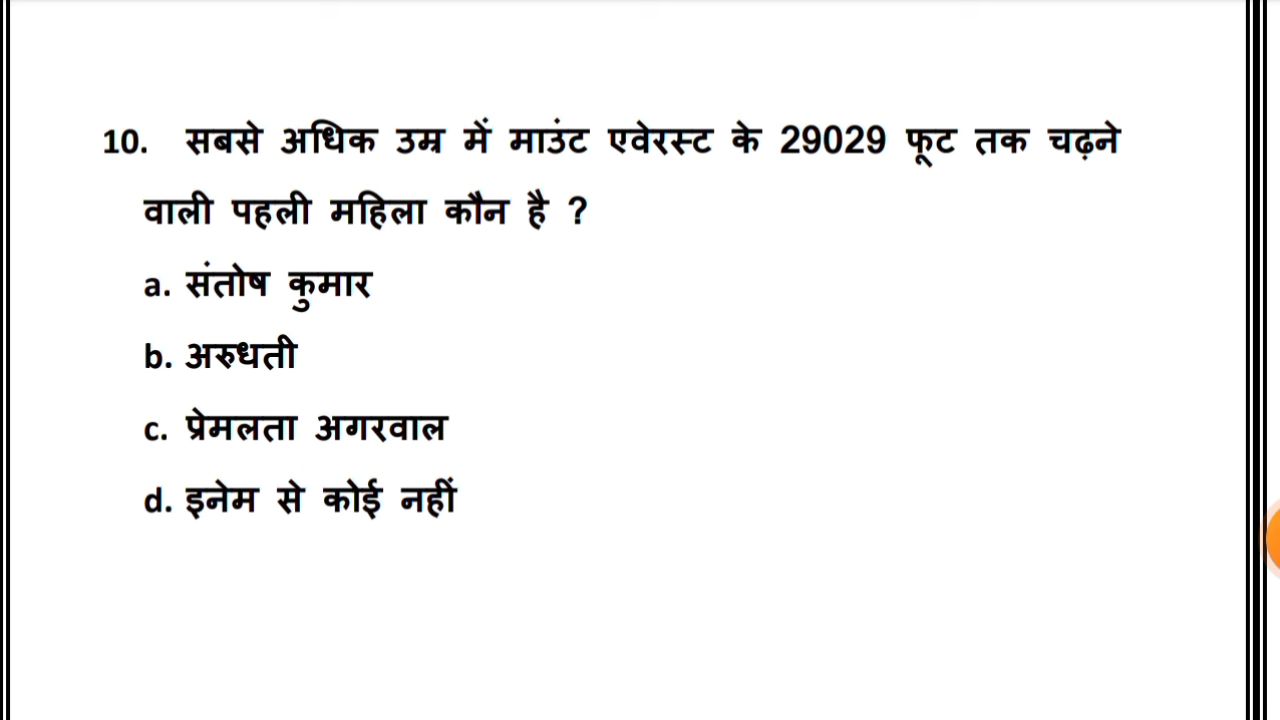 10. सबसे अधिक उम्र में माउंट एवेरस्ट के 29029 फूट तक चढ़ने
वाली पहली महिला कौन है ?
a. संतोष कुमार
b. अरुधती
c. प्रेमलता अगरवाल
d. इनेम से कोई नहीं